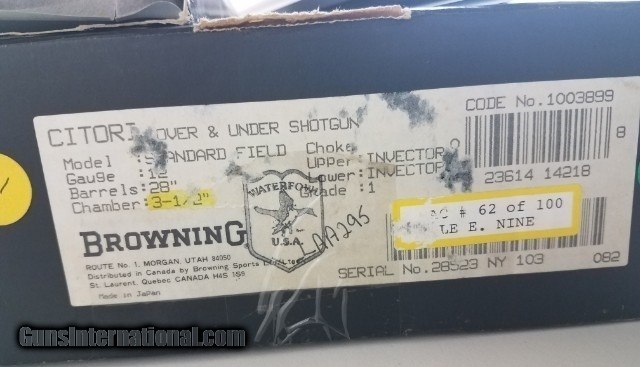 CODE No. 1003899
CITORI OVER & UNDER SHOTGUN
Model : STANDARD FIELD
Gauge : 12
Barrels: 28"
Chamber: 3-1/2"
Choke
Upper: INVECTOR
Lower: INVECTOR
Grade : 1
8
23614 14218
WATERFOWL
U.S.A.
# 62 of 100
E. NINE
BROWNING
ROUTE No. 1, MORGAN, UTAH 84050
Distributed in Canada by Browning Sports
St. Laurent, Quebec CANADA H4S 1S9
Made in Japan
SERIAL No. 28523 NY 103
082
GunsInternational.com